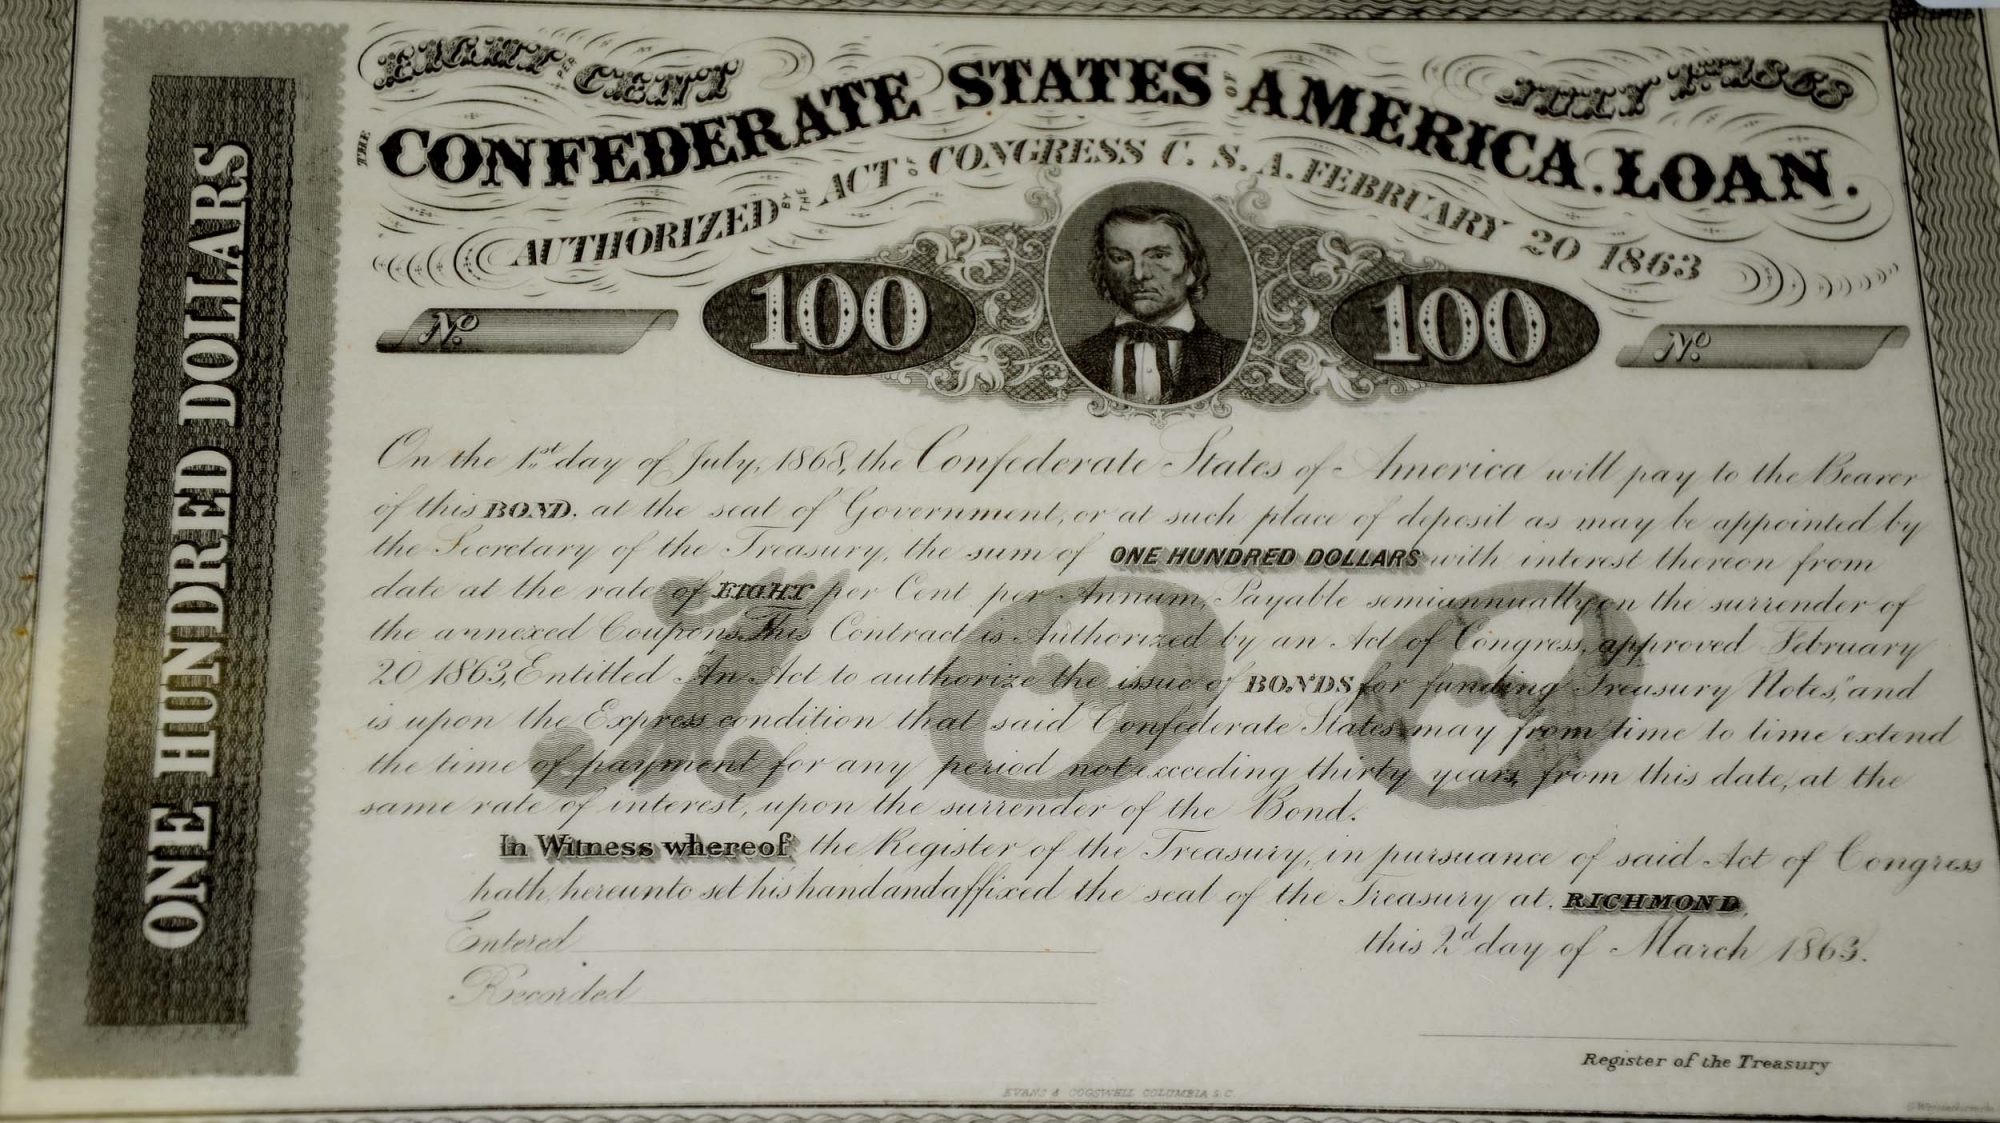 EIGHT PER CENT
JULY 1ST 1868
THE CONFEDERATE STATES OF AMERICA. LOAN.
AUTHORIZED BY THE ACT OF CONGRESS C. S. A. FEBRUARY 20 1863
No.
100
100
No.
ONE HUNDRED DOLLARS
On the 1st day of July, 1868, the Confederate States of America will pay to the Bearer
of this BOND, at the seat of Government, or at such place of deposit as may be appointed by
the Secretary of the Treasury, the sum of ONE HUNDRED DOLLARS with interest thereon from
date at the rate of EIGHT per Cent per Annum, Payable semiannually on the surrender of
the annexed Coupons. This Contract is Authorized by an Act of Congress, approved February
20 1863, Entitled "An Act to authorize the issue of BONDS for funding Treasury Notes," and
is upon the Express condition that said Confederate States may from time to time extend
the time of payment for any period not exceeding thirty years, from this date, at the
same rate of interest, upon the surrender of the Bond.
100
In Witness whereof the Register of the Treasury, in pursuance of said Act of Congress
hath, hereunto set his hand and affixed the seal of the Treasury at, RICHMOND,
this 2d day of March 1863.
Entered
Recorded
Register of the Treasury
EVANS & COGSWELL COLUMBIA S.C.